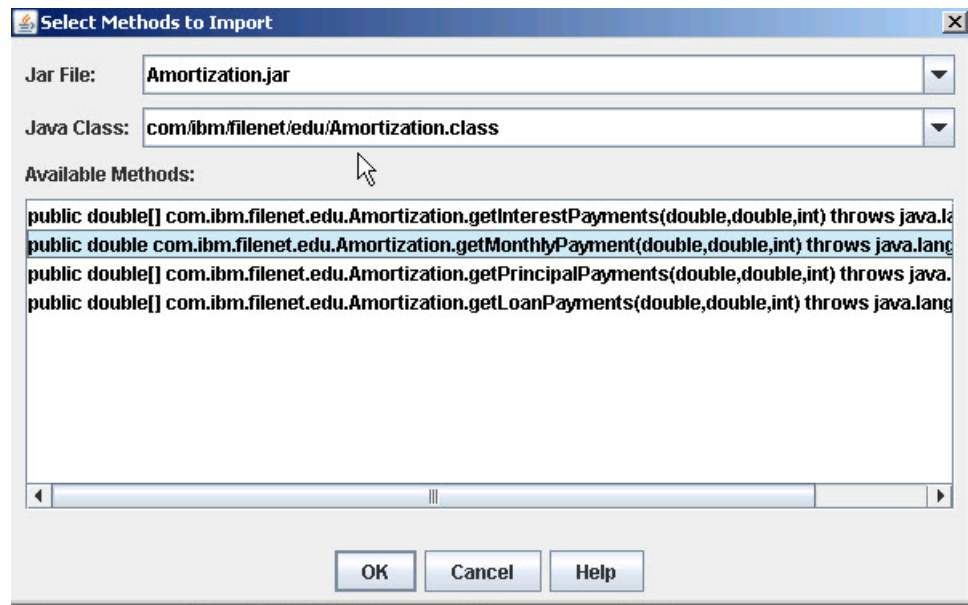 Select Methods to Import
Jar File: Amortization.jar
Java Class: com/ibm/filenet/edu/Amortization.class
Available Methods:
public double[] com.ibm.filenet.edu.Amortization.getInterestPayments(double,double,int) throws java.la
public double com.ibm.filenet.edu.Amortization.getMonthlyPayment(double,double,int) throws java.lang
public double[] com.ibm.filenet.edu.Amortization.getPrincipalPayments(double,double,int) throws java.
public double[] com.ibm.filenet.edu.Amortization.getLoanPayments(double,double,int) throws java.lang
OK Cancel Help